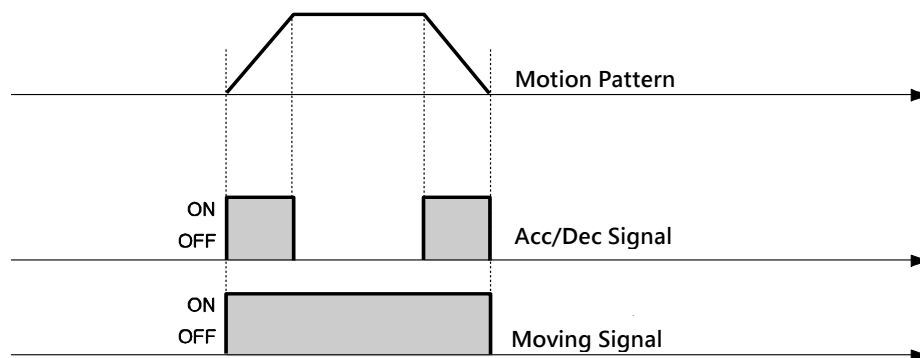 Motion Pattern
ON
OFF
Acc/Dec Signal
ON
OFF
Moving Signal